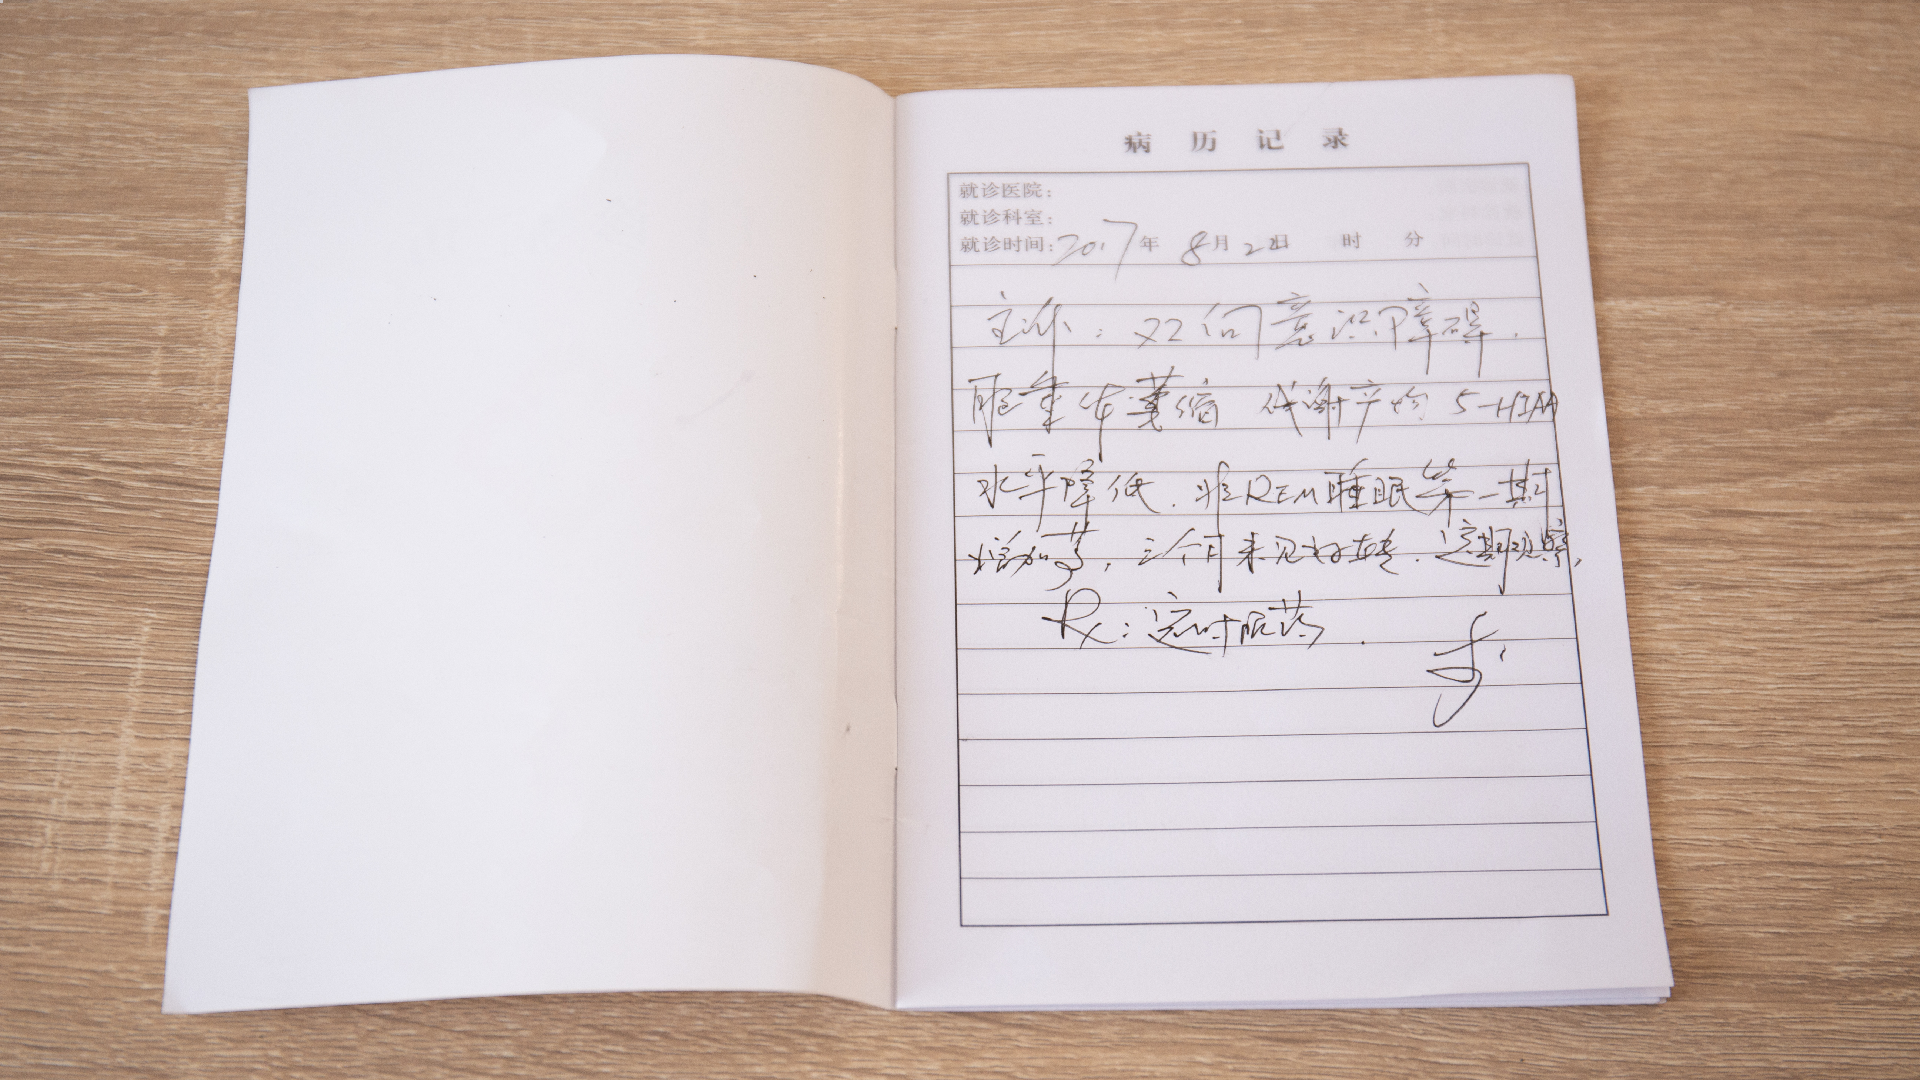 病历记录
就诊医院:
就诊科室:
就诊时间:2017年 8月22日 时 分
主诉:双向意识障碍.
脑垂体萎缩 代谢产物 5-HIAA
水平降低.非REM睡眠第一期
增加等,三个月未见好转.定期观察,
Rx:定时服药.